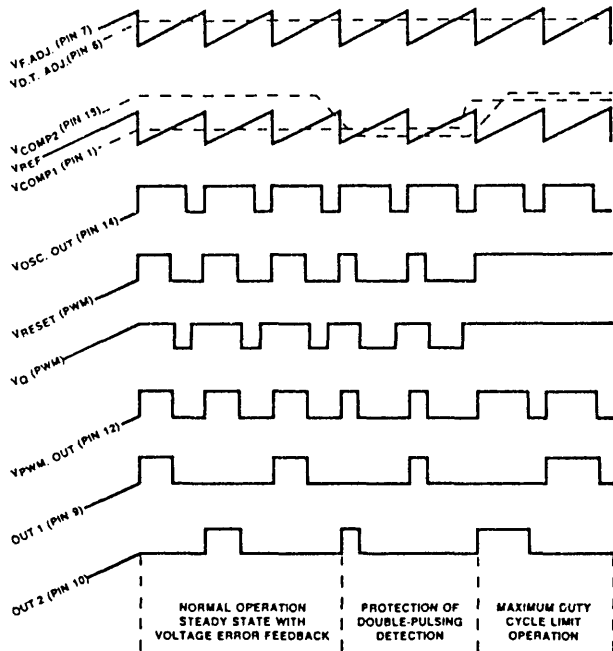 VF.ADJ. (PIN 7)
VD.T. ADJ.(PIN 6)
VCOMP2 (PIN 15)
VREF
VCOMP1 (PIN 1)
VOSC. OUT (PIN 14)
VRESET (PWM)
VQ (PWM)
VPWM. OUT (PIN 12)
OUT 1 (PIN 9)
OUT 2 (PIN 10)
NORMAL OPERATION
STEADY STATE WITH
VOLTAGE ERROR FEEDBACK
PROTECTION OF
DOUBLE-PULSING
DETECTION
MAXIMUM DUTY
CYCLE LIMIT
OPERATION